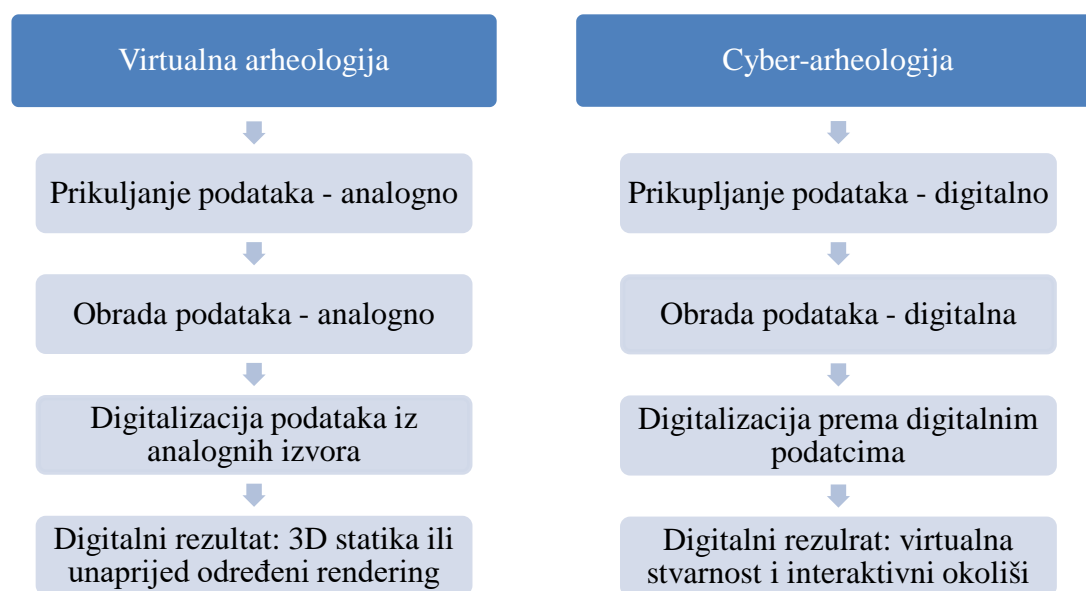 Virtualna arheologija
Prikuljanje podataka - analogno
Obrada podataka - analogno
Digitalizacija podataka iz
analognih izvora
Digitalni rezultat: 3D statika ili
unaprijed određeni rendering
Cyber-arheologija
Prikupljanje podataka - digitalno
Obrada podataka - digitalna
Digitalizacija prema digitalnim
podatcima
Digitalni rezulrat: virtualna
stvarnost i interaktivni okoliši